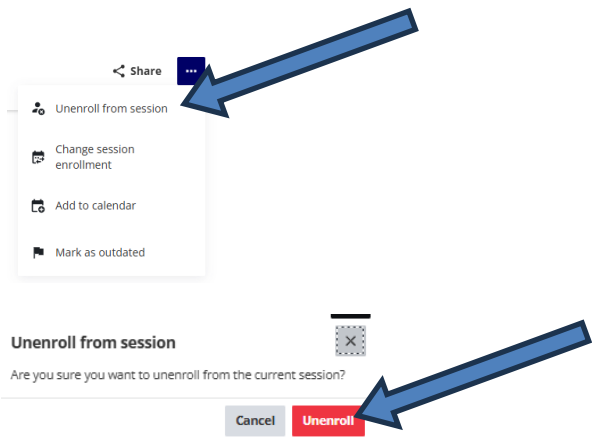 Share
Unenroll from session
Change session
enrollment
Add to calendar
Mark as outdated
Unenroll from session
Are you sure you want to unenroll from the current session?
Cancel Unenroll